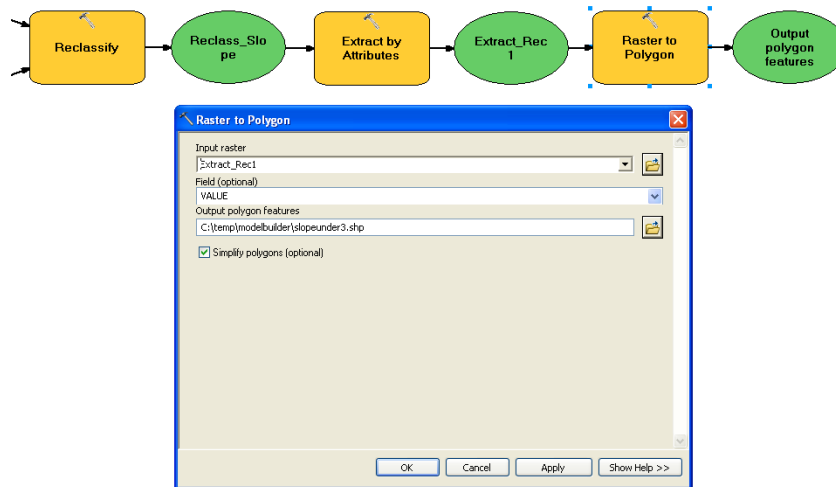 Reclassify
Reclass_Slo
pe
Extract by
Attributes
Extract_Rec
1
Raster to
Polygon
Output
polygon
features
Raster to Polygon
Input raster
Extract_Rec1
Field (optional)
VALUE
Output polygon features
C:\temp\modelbuilder\slopeunder3.shp
Simplify polygons (optional)
OK
Cancel
Apply
Show Help >>